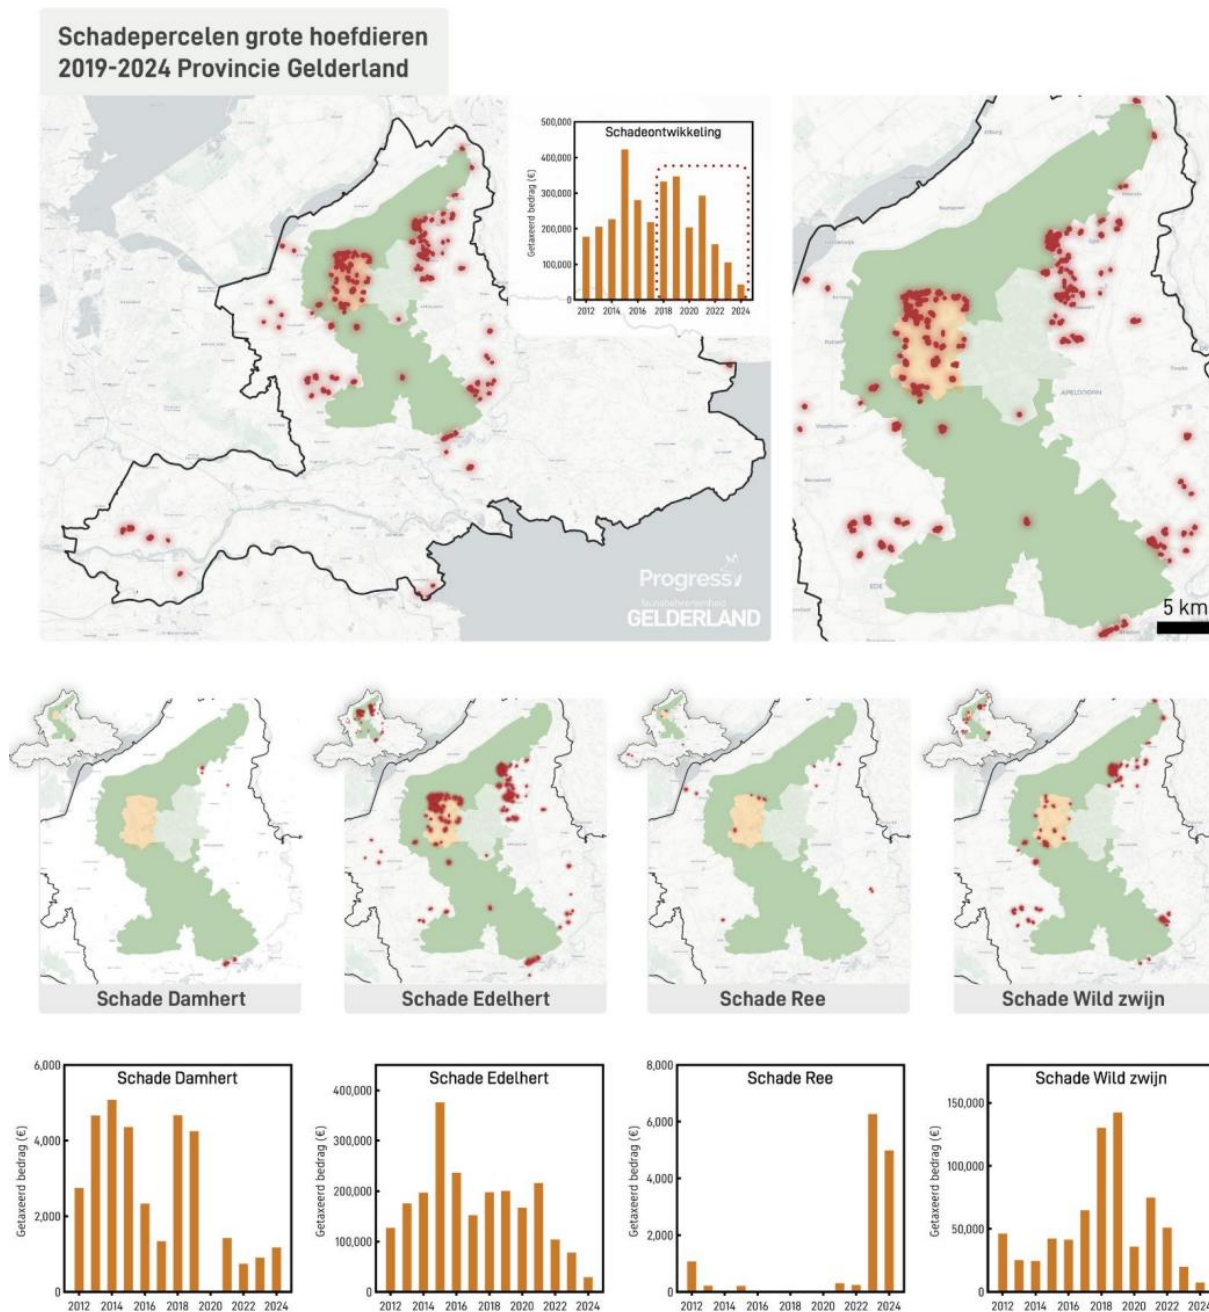 Schadepercelen grote hoefdieren
2019-2024 Provincie Gelderland
Schadeontwikkeling
Getaxeerd bedrag (€)
500,000
400,000
300,000
200,000
100,000
0
2012 2014 2016 2018 2020 2022 2024
Progress
faunabeheereenheid
GELDERLAND
APELDOORN
EDE
5 km
Schade Damhert
Schade Edelhert
Schade Ree
Schade Wild zwijn
Schade Damhert
Getaxeerd bedrag (€)
6,000
4,000
2,000
0
2012 2014 2016 2018 2020 2022 2024
Schade Edelhert
Getaxeerd bedrag (€)
400,000
300,000
200,000
100,000
0
2012 2014 2016 2018 2020 2022 2024
Schade Ree
Getaxeerd bedrag (€)
8,000
6,000
4,000
2,000
0
2012 2014 2016 2018 2020 2022 2024
Schade Wild zwijn
Getaxeerd bedrag (€)
150,000
100,000
50,000
0
2012 2014 2016 2018 2020 2022 2024